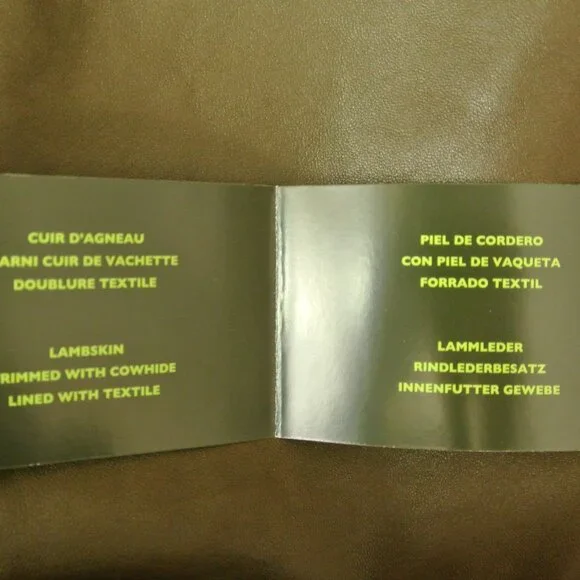 CUIR D'AGNEAU
ARNI CUIR DE VACHETTE
DOUBLURE TEXTILE
LAMBSKIN
RIMMED WITH COWHIDE
LINED WITH TEXTILE
PIEL DE CORDERO
CON PIEL DE VAQUETA
FORRADO TEXTIL
LAMMLEDER
RINDLEDERBESATZ
INNENFUTTER GEWEBE